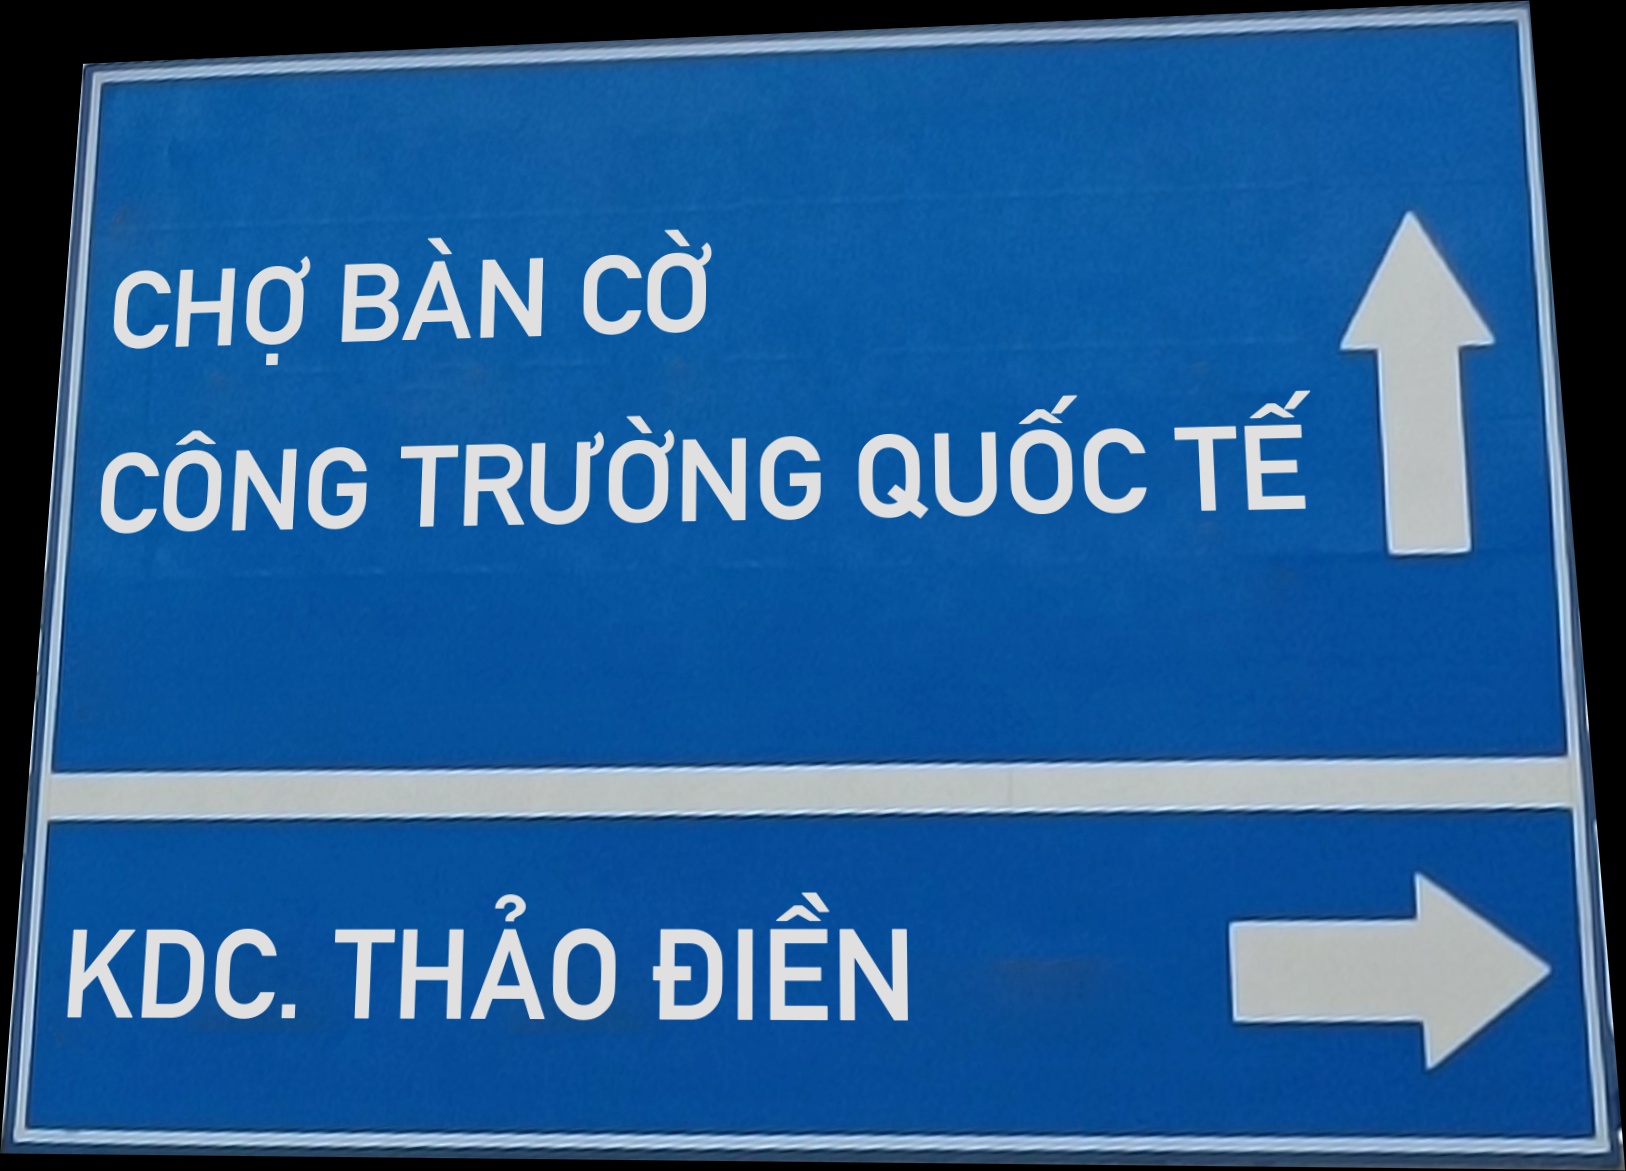 CHỢ BÀN CỜ
CÔNG TRƯỜNG QUỐC TẾ
KDC. THẢO ĐIỀN